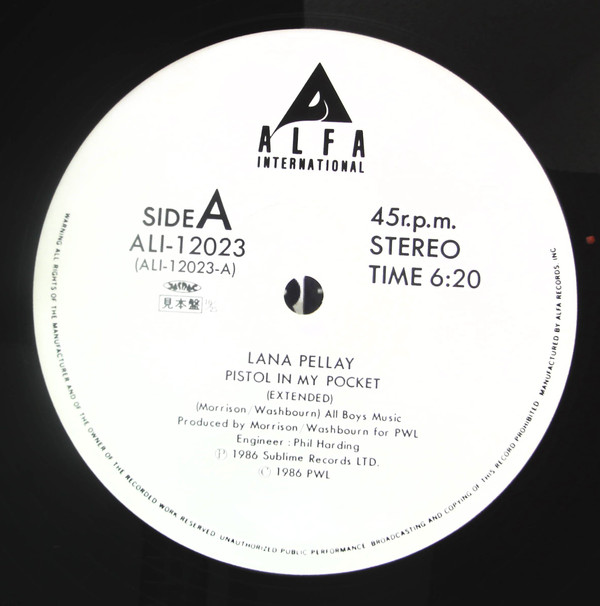 ALFA
INTERNATIONAL
SIDE A
ALI-12023
(ALI-12023-A)
見本盤
45r.p.m.
STEREO
TIME 6:20
LANA PELLAY
PISTOL IN MY POCKET
(EXTENDED)
(Morrison/Washbourn) All Boys Music
Produced by Morrison/Washbourn for PWL
Engineer : Phil Harding
Ⓟ 1986 Sublime Records LTD.
Ⓒ 1986 PWL
WARNING ALL RIGHTS OF THE MANUFACTURER AND OF THE OWNER OF THE RECORDED WORK RESERVED. UNAUTHORIZED PUBLIC PERFORMANCE. BROADCASTING AND COPYING OF THIS RECORD PROHIBITED. MANUFACTURED BY ALFA RECORDS. INC